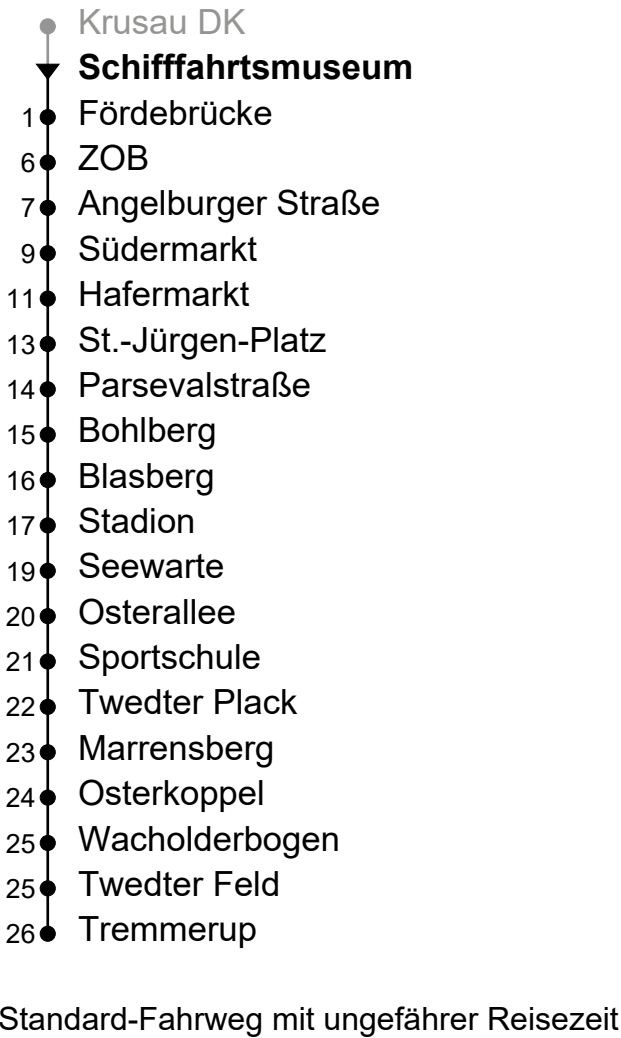 Krusau DK
Schifffahrtsmuseum
1 Fördebrücke
6 ZOB
7 Angelburger Straße
9 Südermarkt
11 Hafermarkt
13 St.-Jürgen-Platz
14 Parsevalstraße
15 Bohlberg
16 Blasberg
17 Stadion
19 Seewarte
20 Osterallee
21 Sportschule
22 Twedter Plack
23 Marrensberg
24 Osterkoppel
25 Wacholderbogen
25 Twedter Feld
26 Tremmerup
Standard-Fahrweg mit ungefährer Reisezeit